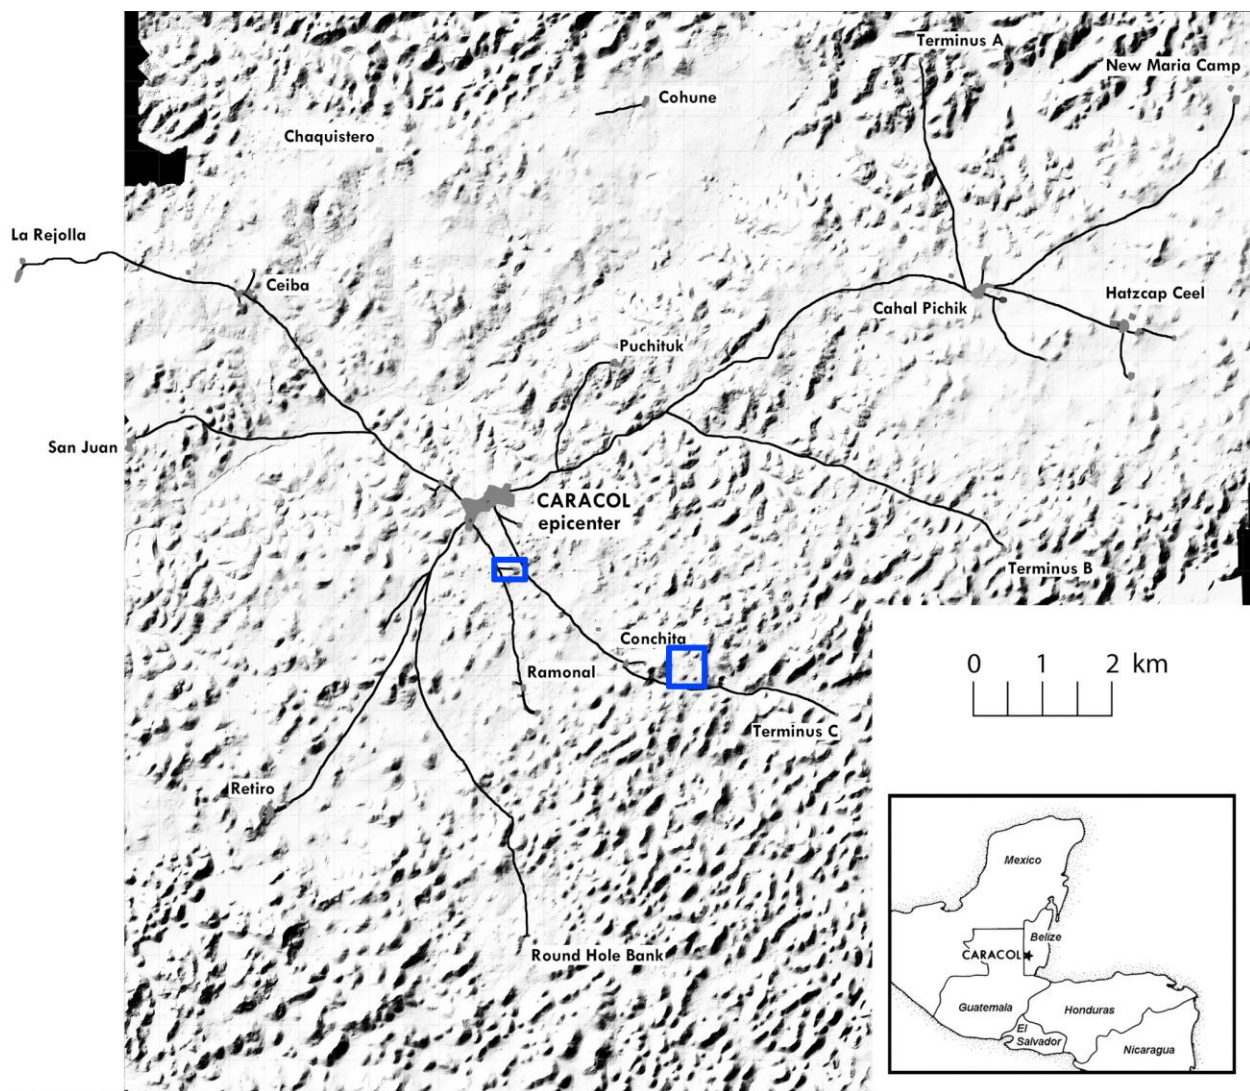 Terminus A
New Maria Camp
Cohune
Chaquistero
La Rejolla
Ceiba
Cahal Pichik
Hatzcap Ceel
Puchituk
San Juan
CARACOL
epicenter
Terminus B
Conchita
Ramonal
0 1 2 km
Terminus C
Retiro
Round Hole Bank
Mexico
Belize
CARACOL
Guatemala
Honduras
El
Salvador
Nicaragua